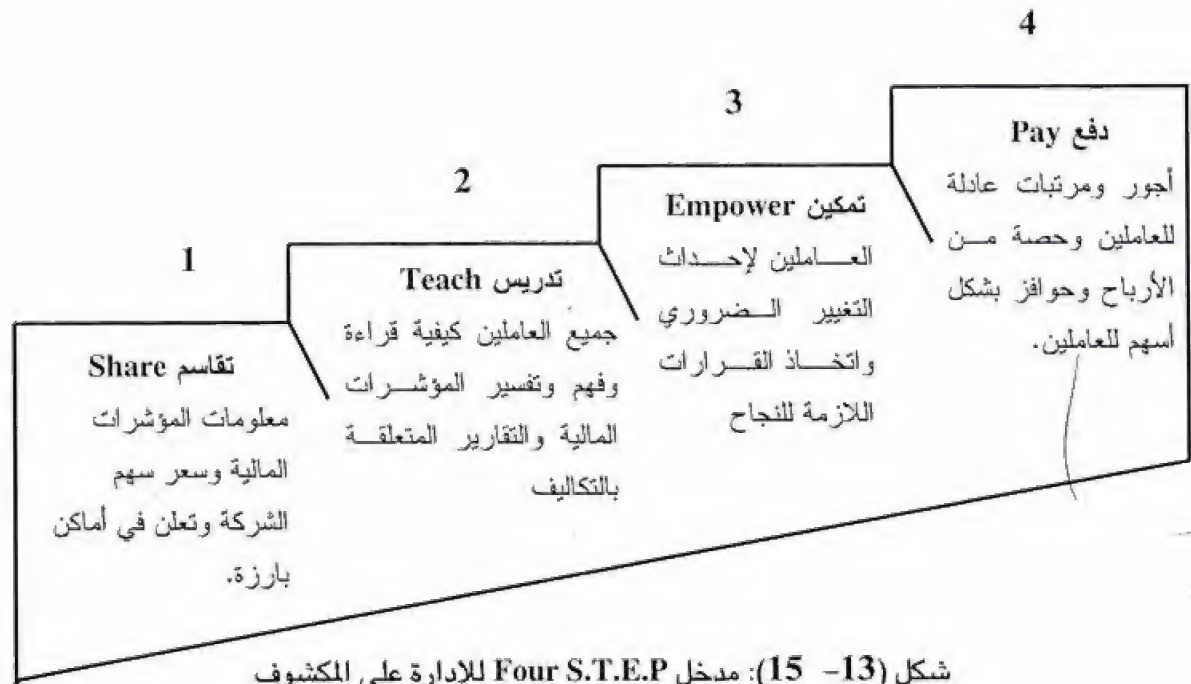 1
تقاسم Share
معلومات المؤشرات
المالية وسعر سهم
الشركة وتعلن في أماكن
بارزة.
2
تدريس Teach
جميع العاملين كيفية قراءة
وفهم وتفسير المؤشرات
المالية والتقارير المتعلقة
بالتكاليف
3
تمكين Empower
العاملين لإحداث
التغيير الضروري
واتخاذ القرارات
اللازمة للنجاح
4
دفع Pay
أجور ومرتبات عادلة
للعاملين وحصة من
الأرباح وحوافز بشكل
أسهم للعاملين.
شكل (13- 15): مدخل Four S.T.E.P للإدارة على المكشوف